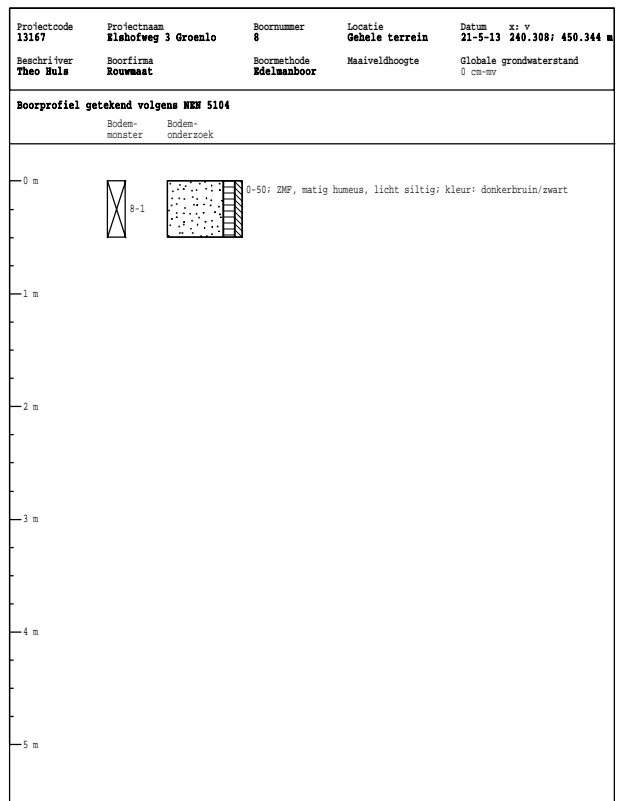 Projectcode Projectnaam Boornummer Locatie Datum x: y
13167 Elshofweg 3 Groenlo 8 Gehele terrein 21-5-13 240.308; 450.344 m
Beschrijver Boorfirma Boormethode Maaiveldhoogte Globale grondwaterstand
Theo Huls Rouwmaat Edelmanboor 0 cm-mv
Boorprofiel getekend volgens NEN 5104
Bodem- Bodem-
monster onderzoek
0 m
0-50; ZMF, matig humeus, licht siltig; kleur: donkerbruin/zwart
8-1
1 m
2 m
3 m
4 m
5 m